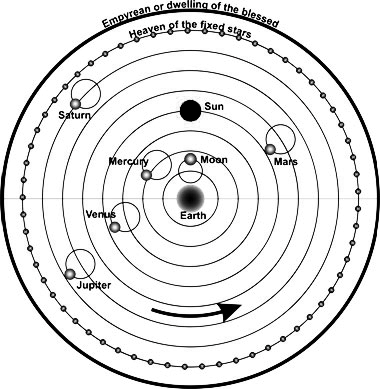 Empyrean or dwelling of the blessed
Heaven of the fixed stars
Saturn
Sun
Mercury
Moon
Mars
Venus
Earth
Jupiter